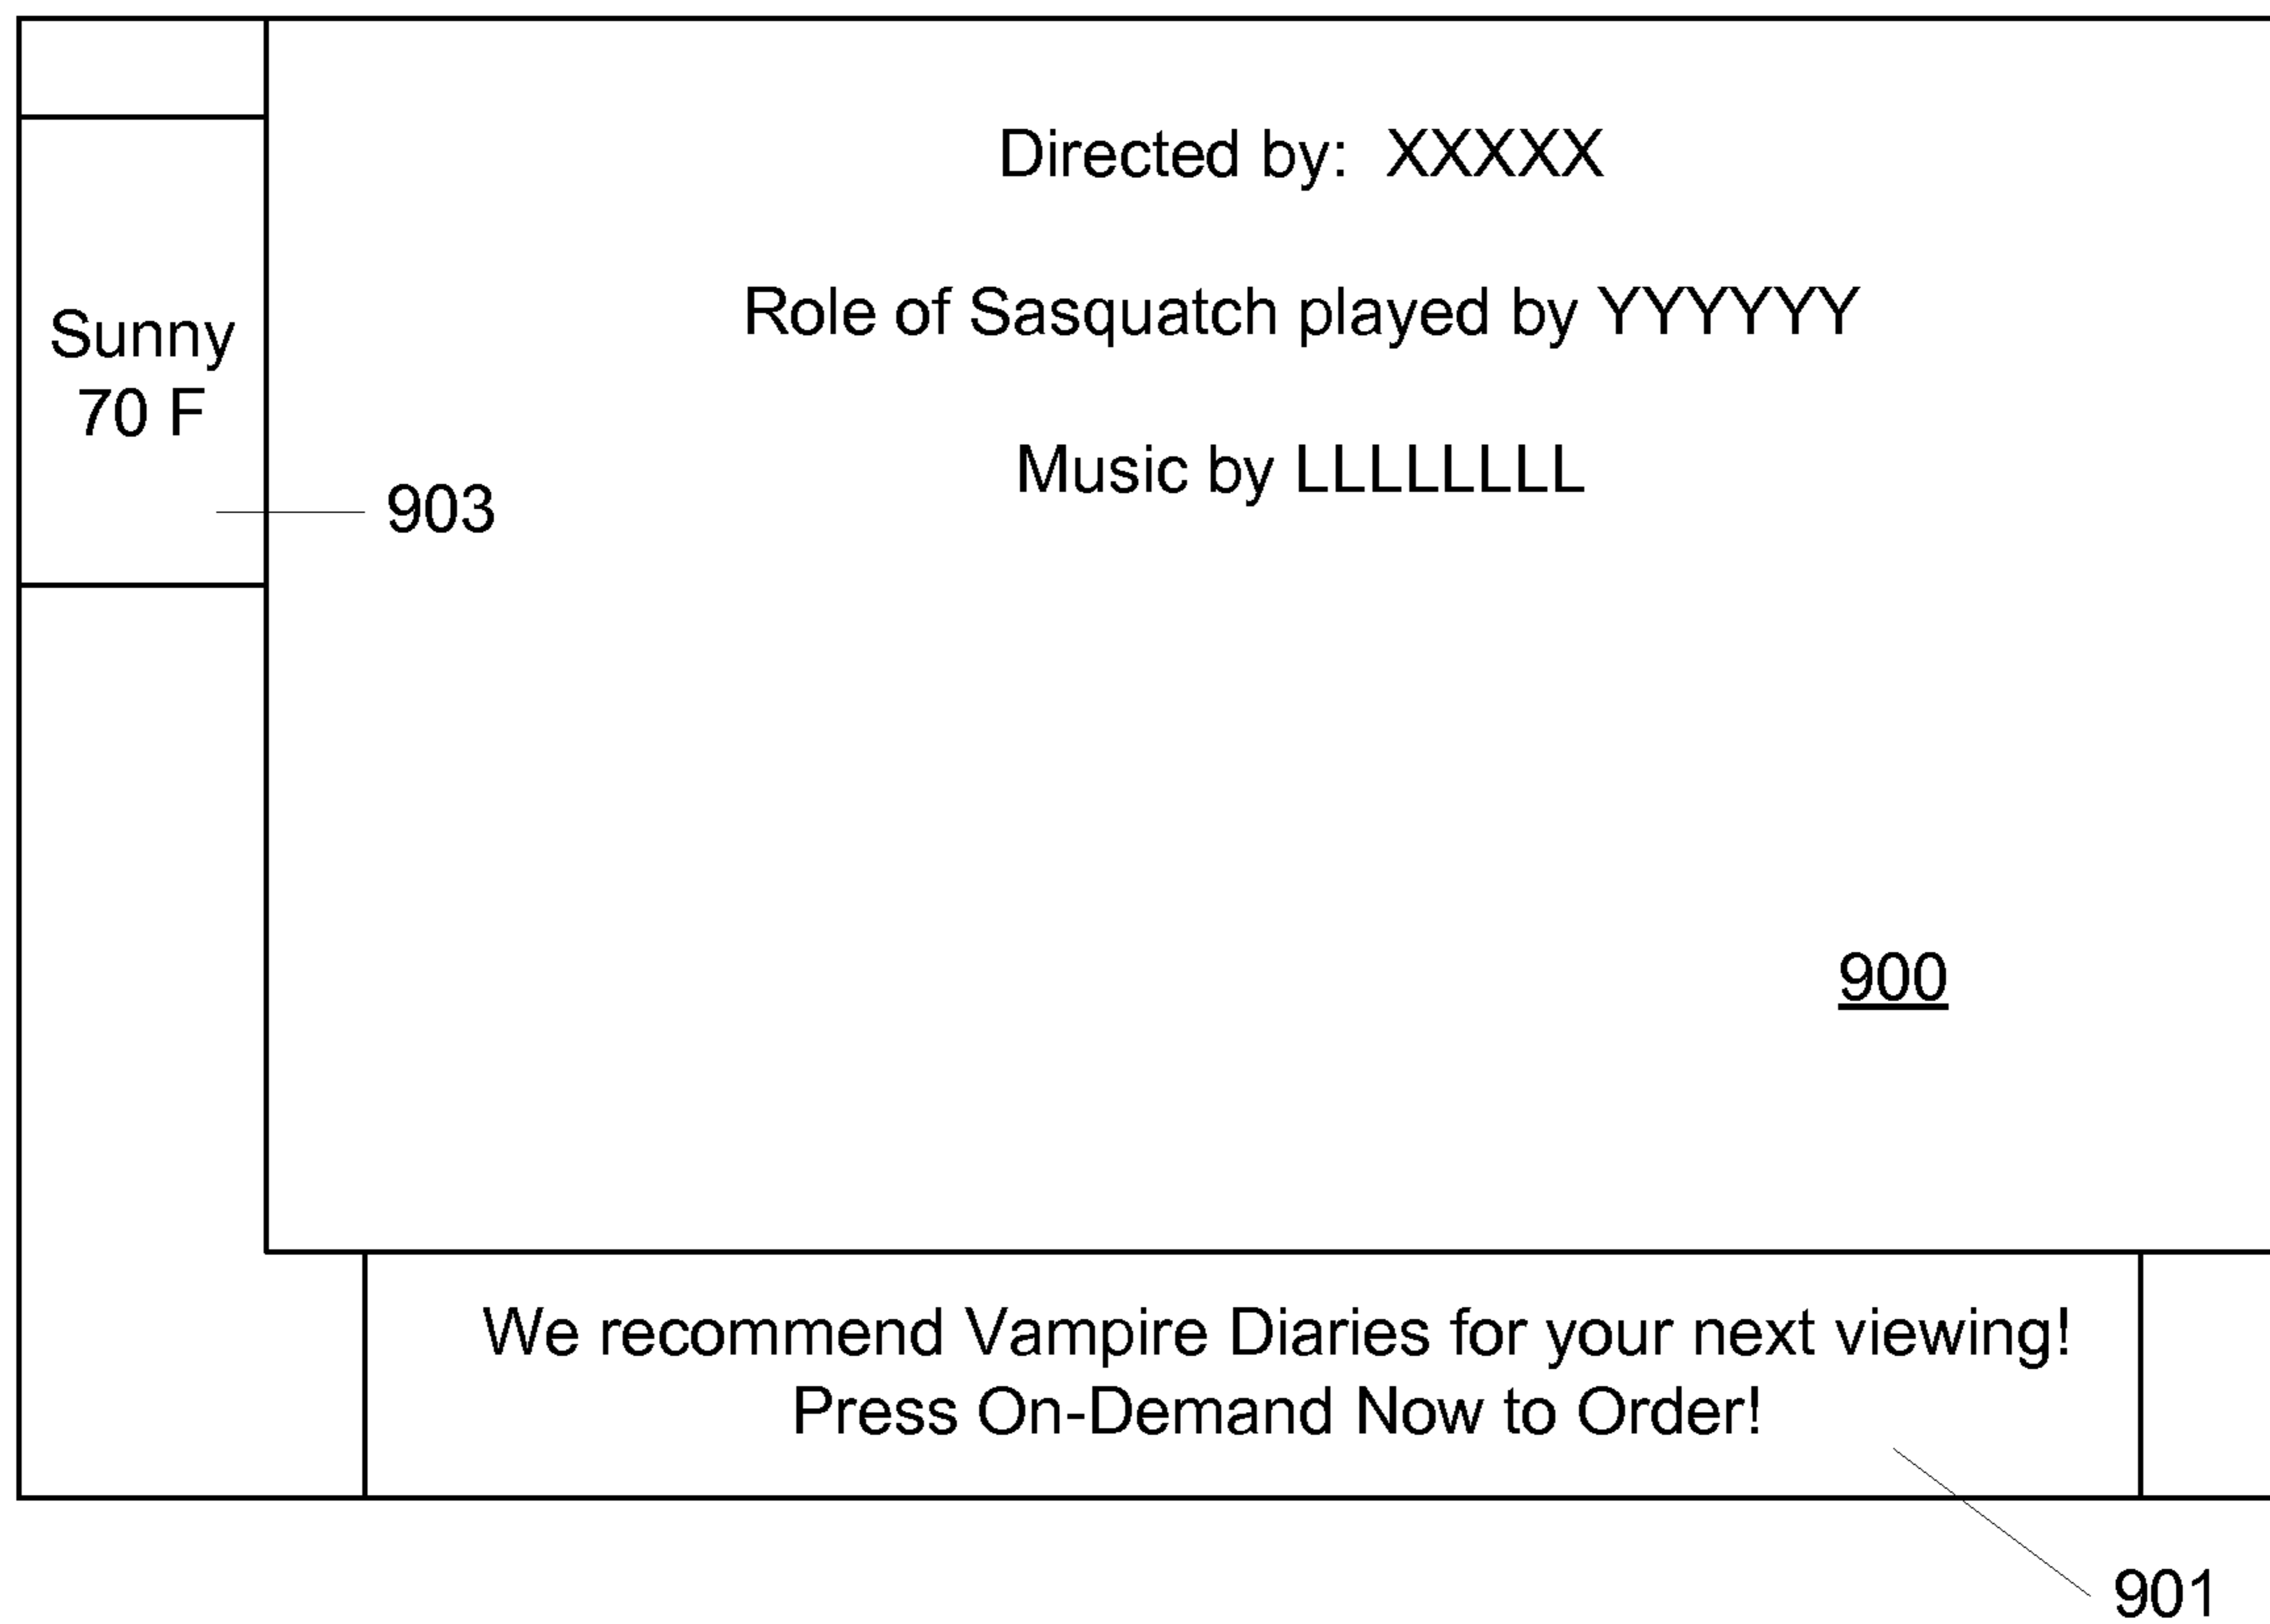 Directed by:  XXXXX
Role of Sasquatch played by YYYYYY
Music by LLLLLLLL
Sunny
70 F
903
900
We recommend Vampire Diaries for your next viewing!
Press On-Demand Now to Order!
901